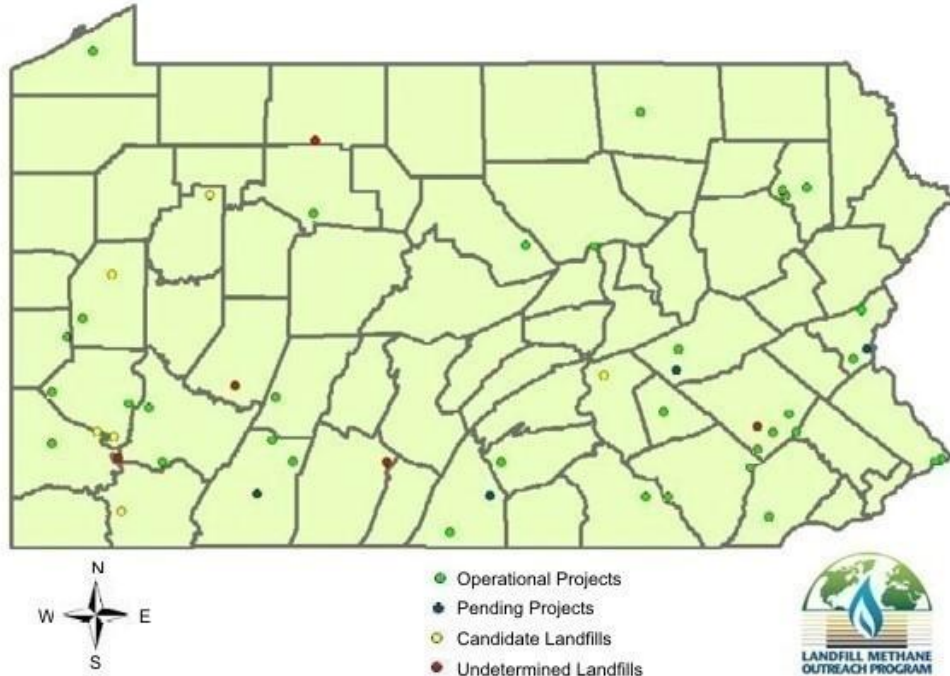 N
W E
S
Operational Projects
Pending Projects
Candidate Landfills
Undetermined Landfills
LANDFILL METHANE
OUTREACH PROGRAM